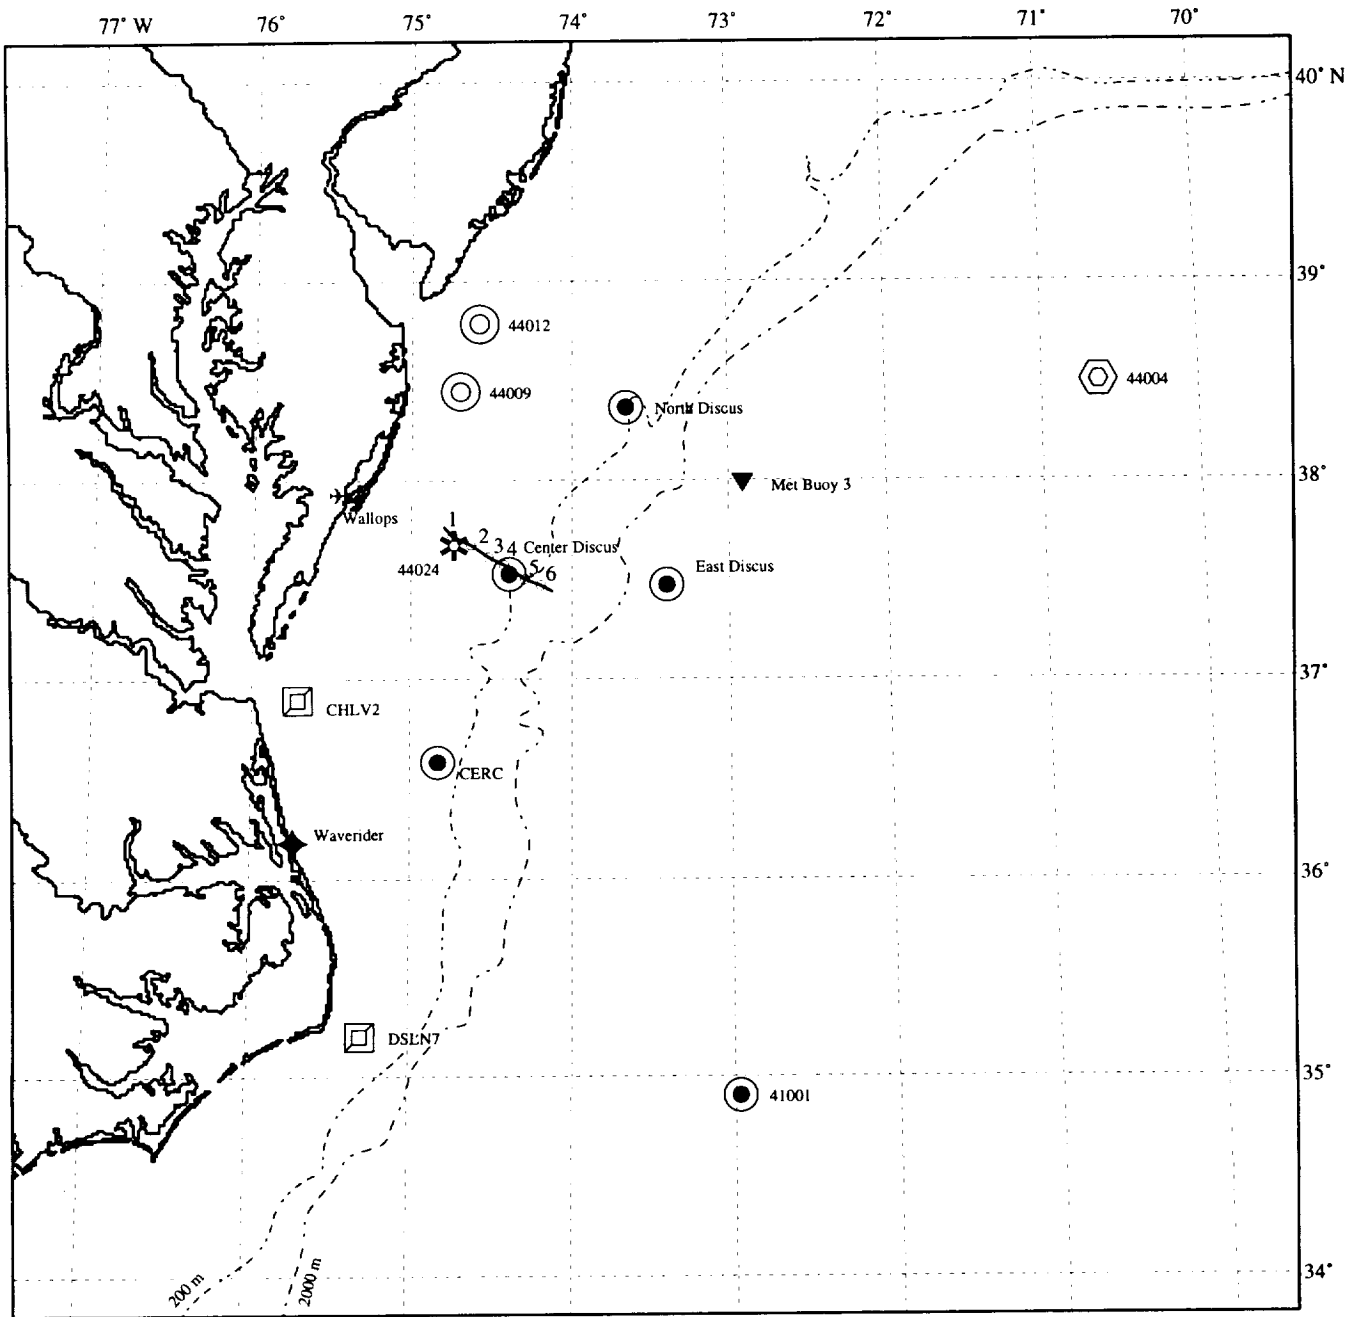 77° W 76° 75° 74° 73° 72° 71° 70°
40° N
39°
44012
44009
44004
North Discus
38°
Met Buoy 3
Wallops
1
2 3 4 Center Discus
44024
5 6
East Discus
37°
CHLV2
CERC
Waverider
36°
DSLN7
35°
41001
200 m
2000 m
34°